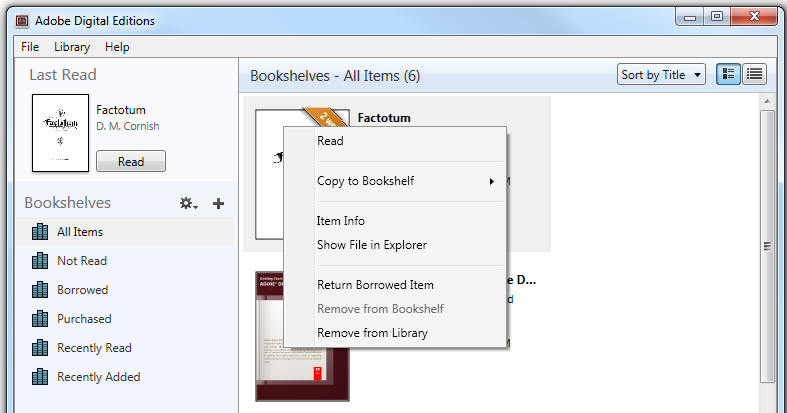 Adobe Digital Editions
File Library Help
Last Read
Factotum
Factotum
D. M. Cornish
Read
Bookshelves
All Items
Not Read
Borrowed
Purchased
Recently Read
Recently Added
Bookshelves - All Items (6)
Sort by Title
Factotum
Read
Copy to Bookshelf
Item Info
Show File in Explorer
Return Borrowed Item
Remove from Bookshelf
Remove from Library